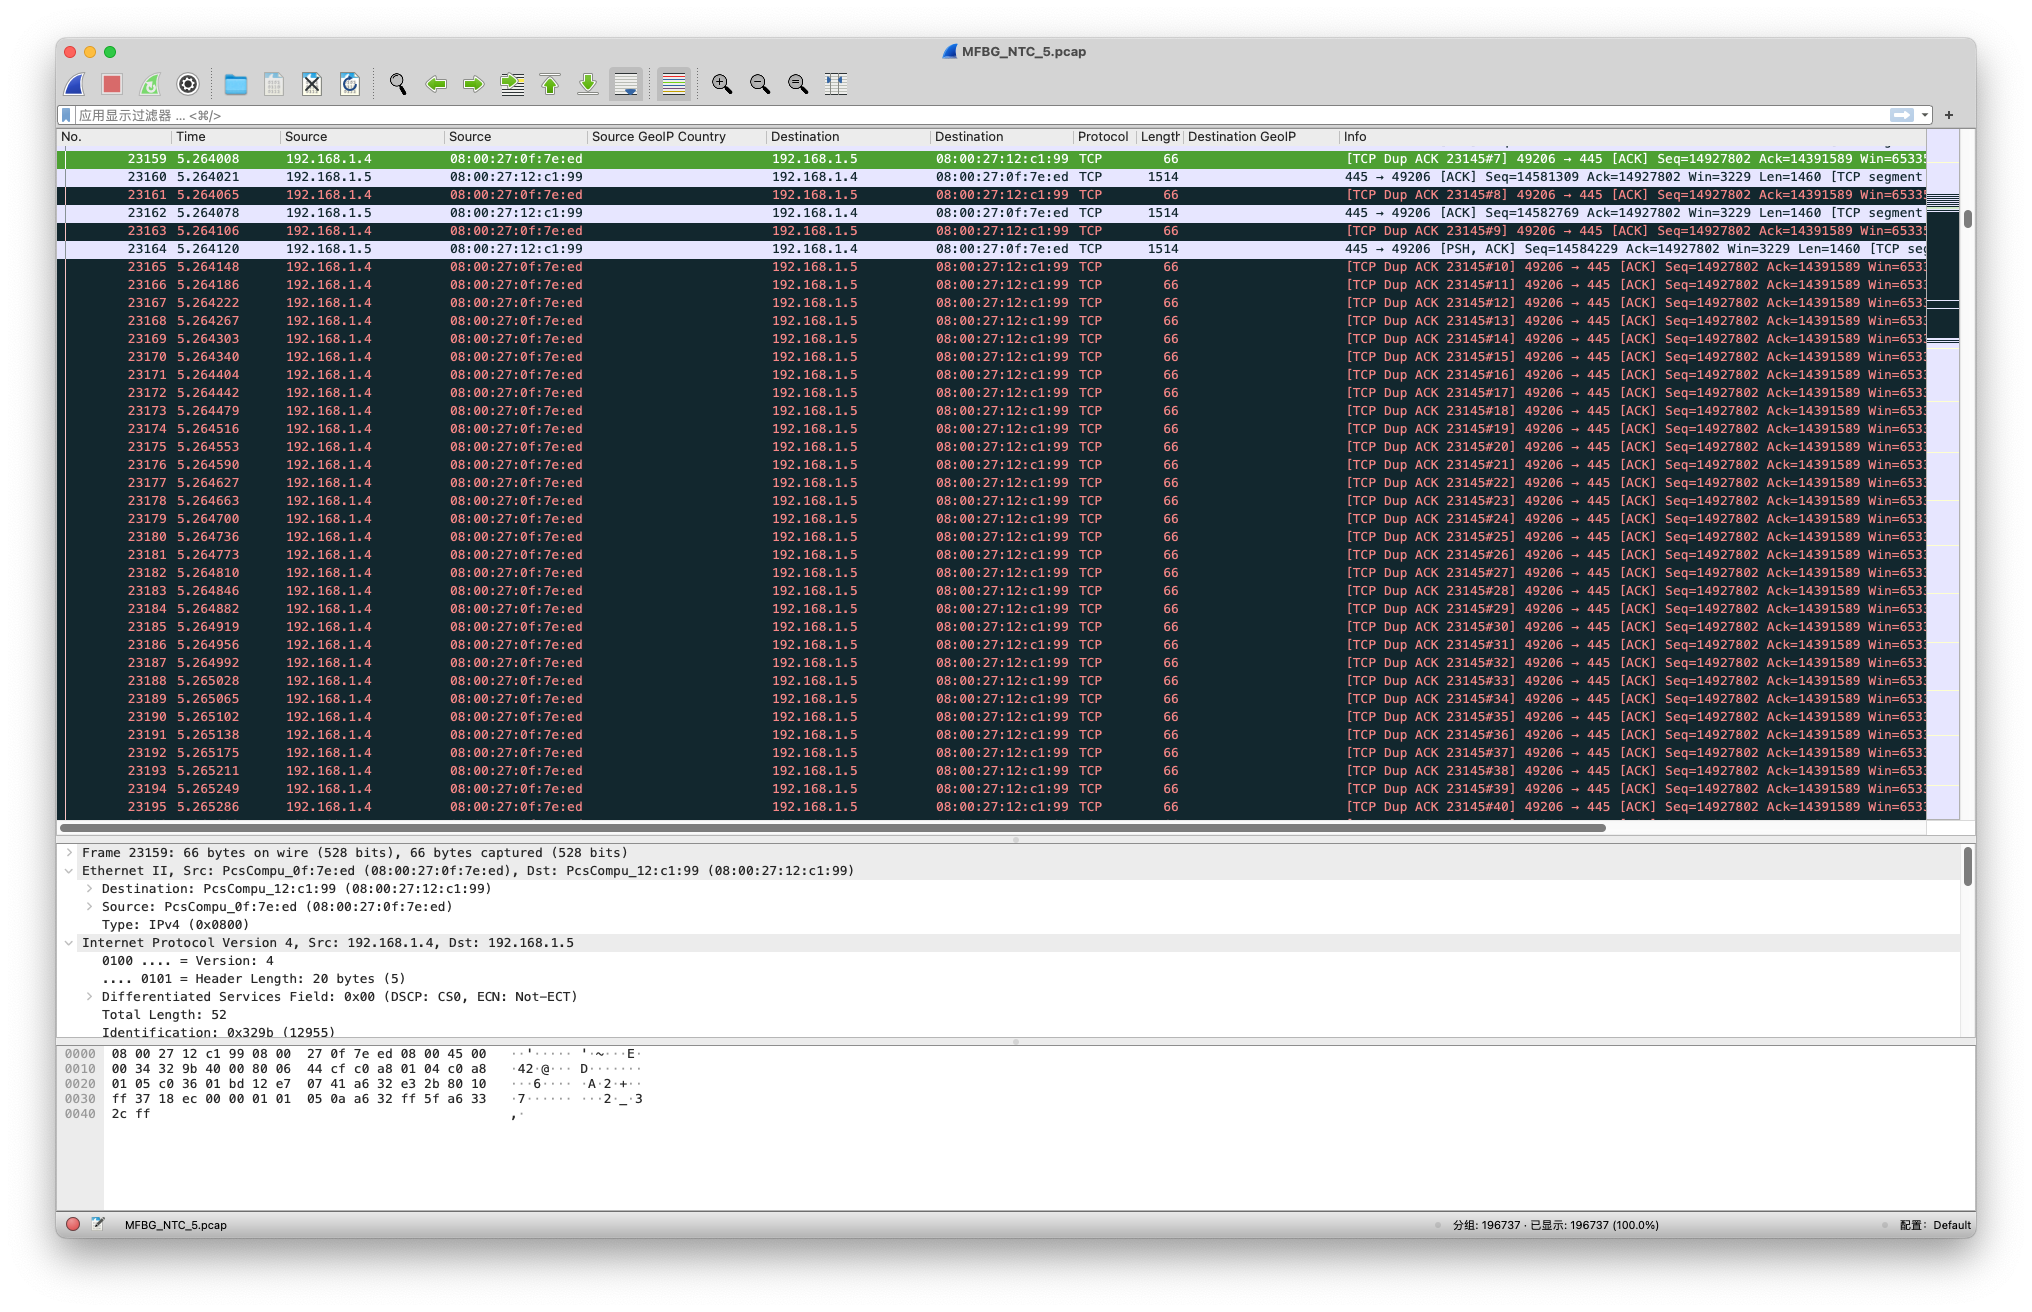 MFBG_NTC_5.pcap
应用显示过滤器 ... <⌘/>
No. Time Source Source Source GeoIP Country Destination Destination Protocol Length Destination GeoIP Info
23159 5.264008 192.168.1.4 08:00:27:0f:7e:ed 192.168.1.5 08:00:27:12:c1:99 TCP 66 [TCP Dup ACK 23145#7] 49206 → 445 [ACK] Seq=14927802 Ack=14391589 Win=65335
23160 5.264021 192.168.1.5 08:00:27:12:c1:99 192.168.1.4 08:00:27:0f:7e:ed TCP 1514 445 → 49206 [ACK] Seq=14581309 Ack=14927802 Win=3229 Len=1460 [TCP segment
23161 5.264065 192.168.1.4 08:00:27:0f:7e:ed 192.168.1.5 08:00:27:12:c1:99 TCP 66 [TCP Dup ACK 23145#8] 49206 → 445 [ACK] Seq=14927802 Ack=14391589 Win=65335
23162 5.264078 192.168.1.5 08:00:27:12:c1:99 192.168.1.4 08:00:27:0f:7e:ed TCP 1514 445 → 49206 [ACK] Seq=14582769 Ack=14927802 Win=3229 Len=1460 [TCP segment
23163 5.264106 192.168.1.4 08:00:27:0f:7e:ed 192.168.1.5 08:00:27:12:c1:99 TCP 66 [TCP Dup ACK 23145#9] 49206 → 445 [ACK] Seq=14927802 Ack=14391589 Win=65335
23164 5.264120 192.168.1.5 08:00:27:12:c1:99 192.168.1.4 08:00:27:0f:7e:ed TCP 1514 445 → 49206 [PSH, ACK] Seq=14584229 Ack=14927802 Win=3229 Len=1460 [TCP seg
23165 5.264148 192.168.1.4 08:00:27:0f:7e:ed 192.168.1.5 08:00:27:12:c1:99 TCP 66 [TCP Dup ACK 23145#10] 49206 → 445 [ACK] Seq=14927802 Ack=14391589 Win=6533
23166 5.264186 192.168.1.4 08:00:27:0f:7e:ed 192.168.1.5 08:00:27:12:c1:99 TCP 66 [TCP Dup ACK 23145#11] 49206 → 445 [ACK] Seq=14927802 Ack=14391589 Win=6533
23167 5.264222 192.168.1.4 08:00:27:0f:7e:ed 192.168.1.5 08:00:27:12:c1:99 TCP 66 [TCP Dup ACK 23145#12] 49206 → 445 [ACK] Seq=14927802 Ack=14391589 Win=6533
23168 5.264267 192.168.1.4 08:00:27:0f:7e:ed 192.168.1.5 08:00:27:12:c1:99 TCP 66 [TCP Dup ACK 23145#13] 49206 → 445 [ACK] Seq=14927802 Ack=14391589 Win=6533
23169 5.264303 192.168.1.4 08:00:27:0f:7e:ed 192.168.1.5 08:00:27:12:c1:99 TCP 66 [TCP Dup ACK 23145#14] 49206 → 445 [ACK] Seq=14927802 Ack=14391589 Win=6533
23170 5.264340 192.168.1.4 08:00:27:0f:7e:ed 192.168.1.5 08:00:27:12:c1:99 TCP 66 [TCP Dup ACK 23145#15] 49206 → 445 [ACK] Seq=14927802 Ack=14391589 Win=6533
23171 5.264404 192.168.1.4 08:00:27:0f:7e:ed 192.168.1.5 08:00:27:12:c1:99 TCP 66 [TCP Dup ACK 23145#16] 49206 → 445 [ACK] Seq=14927802 Ack=14391589 Win=6533
23172 5.264442 192.168.1.4 08:00:27:0f:7e:ed 192.168.1.5 08:00:27:12:c1:99 TCP 66 [TCP Dup ACK 23145#17] 49206 → 445 [ACK] Seq=14927802 Ack=14391589 Win=6533
23173 5.264479 192.168.1.4 08:00:27:0f:7e:ed 192.168.1.5 08:00:27:12:c1:99 TCP 66 [TCP Dup ACK 23145#18] 49206 → 445 [ACK] Seq=14927802 Ack=14391589 Win=6533
23174 5.264516 192.168.1.4 08:00:27:0f:7e:ed 192.168.1.5 08:00:27:12:c1:99 TCP 66 [TCP Dup ACK 23145#19] 49206 → 445 [ACK] Seq=14927802 Ack=14391589 Win=6533
23175 5.264553 192.168.1.4 08:00:27:0f:7e:ed 192.168.1.5 08:00:27:12:c1:99 TCP 66 [TCP Dup ACK 23145#20] 49206 → 445 [ACK] Seq=14927802 Ack=14391589 Win=6533
23176 5.264590 192.168.1.4 08:00:27:0f:7e:ed 192.168.1.5 08:00:27:12:c1:99 TCP 66 [TCP Dup ACK 23145#21] 49206 → 445 [ACK] Seq=14927802 Ack=14391589 Win=6533
23177 5.264627 192.168.1.4 08:00:27:0f:7e:ed 192.168.1.5 08:00:27:12:c1:99 TCP 66 [TCP Dup ACK 23145#22] 49206 → 445 [ACK] Seq=14927802 Ack=14391589 Win=6533
23178 5.264663 192.168.1.4 08:00:27:0f:7e:ed 192.168.1.5 08:00:27:12:c1:99 TCP 66 [TCP Dup ACK 23145#23] 49206 → 445 [ACK] Seq=14927802 Ack=14391589 Win=6533
23179 5.264700 192.168.1.4 08:00:27:0f:7e:ed 192.168.1.5 08:00:27:12:c1:99 TCP 66 [TCP Dup ACK 23145#24] 49206 → 445 [ACK] Seq=14927802 Ack=14391589 Win=6533
23180 5.264736 192.168.1.4 08:00:27:0f:7e:ed 192.168.1.5 08:00:27:12:c1:99 TCP 66 [TCP Dup ACK 23145#25] 49206 → 445 [ACK] Seq=14927802 Ack=14391589 Win=6533
23181 5.264773 192.168.1.4 08:00:27:0f:7e:ed 192.168.1.5 08:00:27:12:c1:99 TCP 66 [TCP Dup ACK 23145#26] 49206 → 445 [ACK] Seq=14927802 Ack=14391589 Win=6533
23182 5.264810 192.168.1.4 08:00:27:0f:7e:ed 192.168.1.5 08:00:27:12:c1:99 TCP 66 [TCP Dup ACK 23145#27] 49206 → 445 [ACK] Seq=14927802 Ack=14391589 Win=6533
23183 5.264846 192.168.1.4 08:00:27:0f:7e:ed 192.168.1.5 08:00:27:12:c1:99 TCP 66 [TCP Dup ACK 23145#28] 49206 → 445 [ACK] Seq=14927802 Ack=14391589 Win=6533
23184 5.264882 192.168.1.4 08:00:27:0f:7e:ed 192.168.1.5 08:00:27:12:c1:99 TCP 66 [TCP Dup ACK 23145#29] 49206 → 445 [ACK] Seq=14927802 Ack=14391589 Win=6533
23185 5.264919 192.168.1.4 08:00:27:0f:7e:ed 192.168.1.5 08:00:27:12:c1:99 TCP 66 [TCP Dup ACK 23145#30] 49206 → 445 [ACK] Seq=14927802 Ack=14391589 Win=6533
23186 5.264956 192.168.1.4 08:00:27:0f:7e:ed 192.168.1.5 08:00:27:12:c1:99 TCP 66 [TCP Dup ACK 23145#31] 49206 → 445 [ACK] Seq=14927802 Ack=14391589 Win=6533
23187 5.264992 192.168.1.4 08:00:27:0f:7e:ed 192.168.1.5 08:00:27:12:c1:99 TCP 66 [TCP Dup ACK 23145#32] 49206 → 445 [ACK] Seq=14927802 Ack=14391589 Win=6533
23188 5.265028 192.168.1.4 08:00:27:0f:7e:ed 192.168.1.5 08:00:27:12:c1:99 TCP 66 [TCP Dup ACK 23145#33] 49206 → 445 [ACK] Seq=14927802 Ack=14391589 Win=6533
23189 5.265065 192.168.1.4 08:00:27:0f:7e:ed 192.168.1.5 08:00:27:12:c1:99 TCP 66 [TCP Dup ACK 23145#34] 49206 → 445 [ACK] Seq=14927802 Ack=14391589 Win=6533
23190 5.265102 192.168.1.4 08:00:27:0f:7e:ed 192.168.1.5 08:00:27:12:c1:99 TCP 66 [TCP Dup ACK 23145#35] 49206 → 445 [ACK] Seq=14927802 Ack=14391589 Win=6533
23191 5.265138 192.168.1.4 08:00:27:0f:7e:ed 192.168.1.5 08:00:27:12:c1:99 TCP 66 [TCP Dup ACK 23145#36] 49206 → 445 [ACK] Seq=14927802 Ack=14391589 Win=6533
23192 5.265175 192.168.1.4 08:00:27:0f:7e:ed 192.168.1.5 08:00:27:12:c1:99 TCP 66 [TCP Dup ACK 23145#37] 49206 → 445 [ACK] Seq=14927802 Ack=14391589 Win=6533
23193 5.265211 192.168.1.4 08:00:27:0f:7e:ed 192.168.1.5 08:00:27:12:c1:99 TCP 66 [TCP Dup ACK 23145#38] 49206 → 445 [ACK] Seq=14927802 Ack=14391589 Win=6533
23194 5.265249 192.168.1.4 08:00:27:0f:7e:ed 192.168.1.5 08:00:27:12:c1:99 TCP 66 [TCP Dup ACK 23145#39] 49206 → 445 [ACK] Seq=14927802 Ack=14391589 Win=6533
23195 5.265286 192.168.1.4 08:00:27:0f:7e:ed 192.168.1.5 08:00:27:12:c1:99 TCP 66 [TCP Dup ACK 23145#40] 49206 → 445 [ACK] Seq=14927802 Ack=14391589 Win=6533
Frame 23159: 66 bytes on wire (528 bits), 66 bytes captured (528 bits)
Ethernet II, Src: PcsCompu_0f:7e:ed (08:00:27:0f:7e:ed), Dst: PcsCompu_12:c1:99 (08:00:27:12:c1:99)
Destination: PcsCompu_12:c1:99 (08:00:27:12:c1:99)
Source: PcsCompu_0f:7e:ed (08:00:27:0f:7e:ed)
Type: IPv4 (0x0800)
Internet Protocol Version 4, Src: 192.168.1.4, Dst: 192.168.1.5
0100 .... = Version: 4
.... 0101 = Header Length: 20 bytes (5)
Differentiated Services Field: 0x00 (DSCP: CS0, ECN: Not-ECT)
Total Length: 52
Identification: 0x329b (12955)
0000 08 00 27 12 c1 99 08 00 27 0f 7e ed 08 00 45 00 ··'····· '·~···E·
0010 00 34 32 9b 40 00 80 06 44 cf c0 a8 01 04 c0 a8 ·42·@··· D·······
0020 01 05 c0 36 01 bd 12 e7 07 41 a6 32 e3 2b 80 10 ···6···· ·A·2·+··
0030 ff 37 18 ec 00 00 01 01 05 0a a6 32 ff 5f a6 33 ·7······ ···2·_·3
0040 2c ff ,·
MFBG_NTC_5.pcap 分组: 196737 · 已显示: 196737 (100.0%) 配置: Default